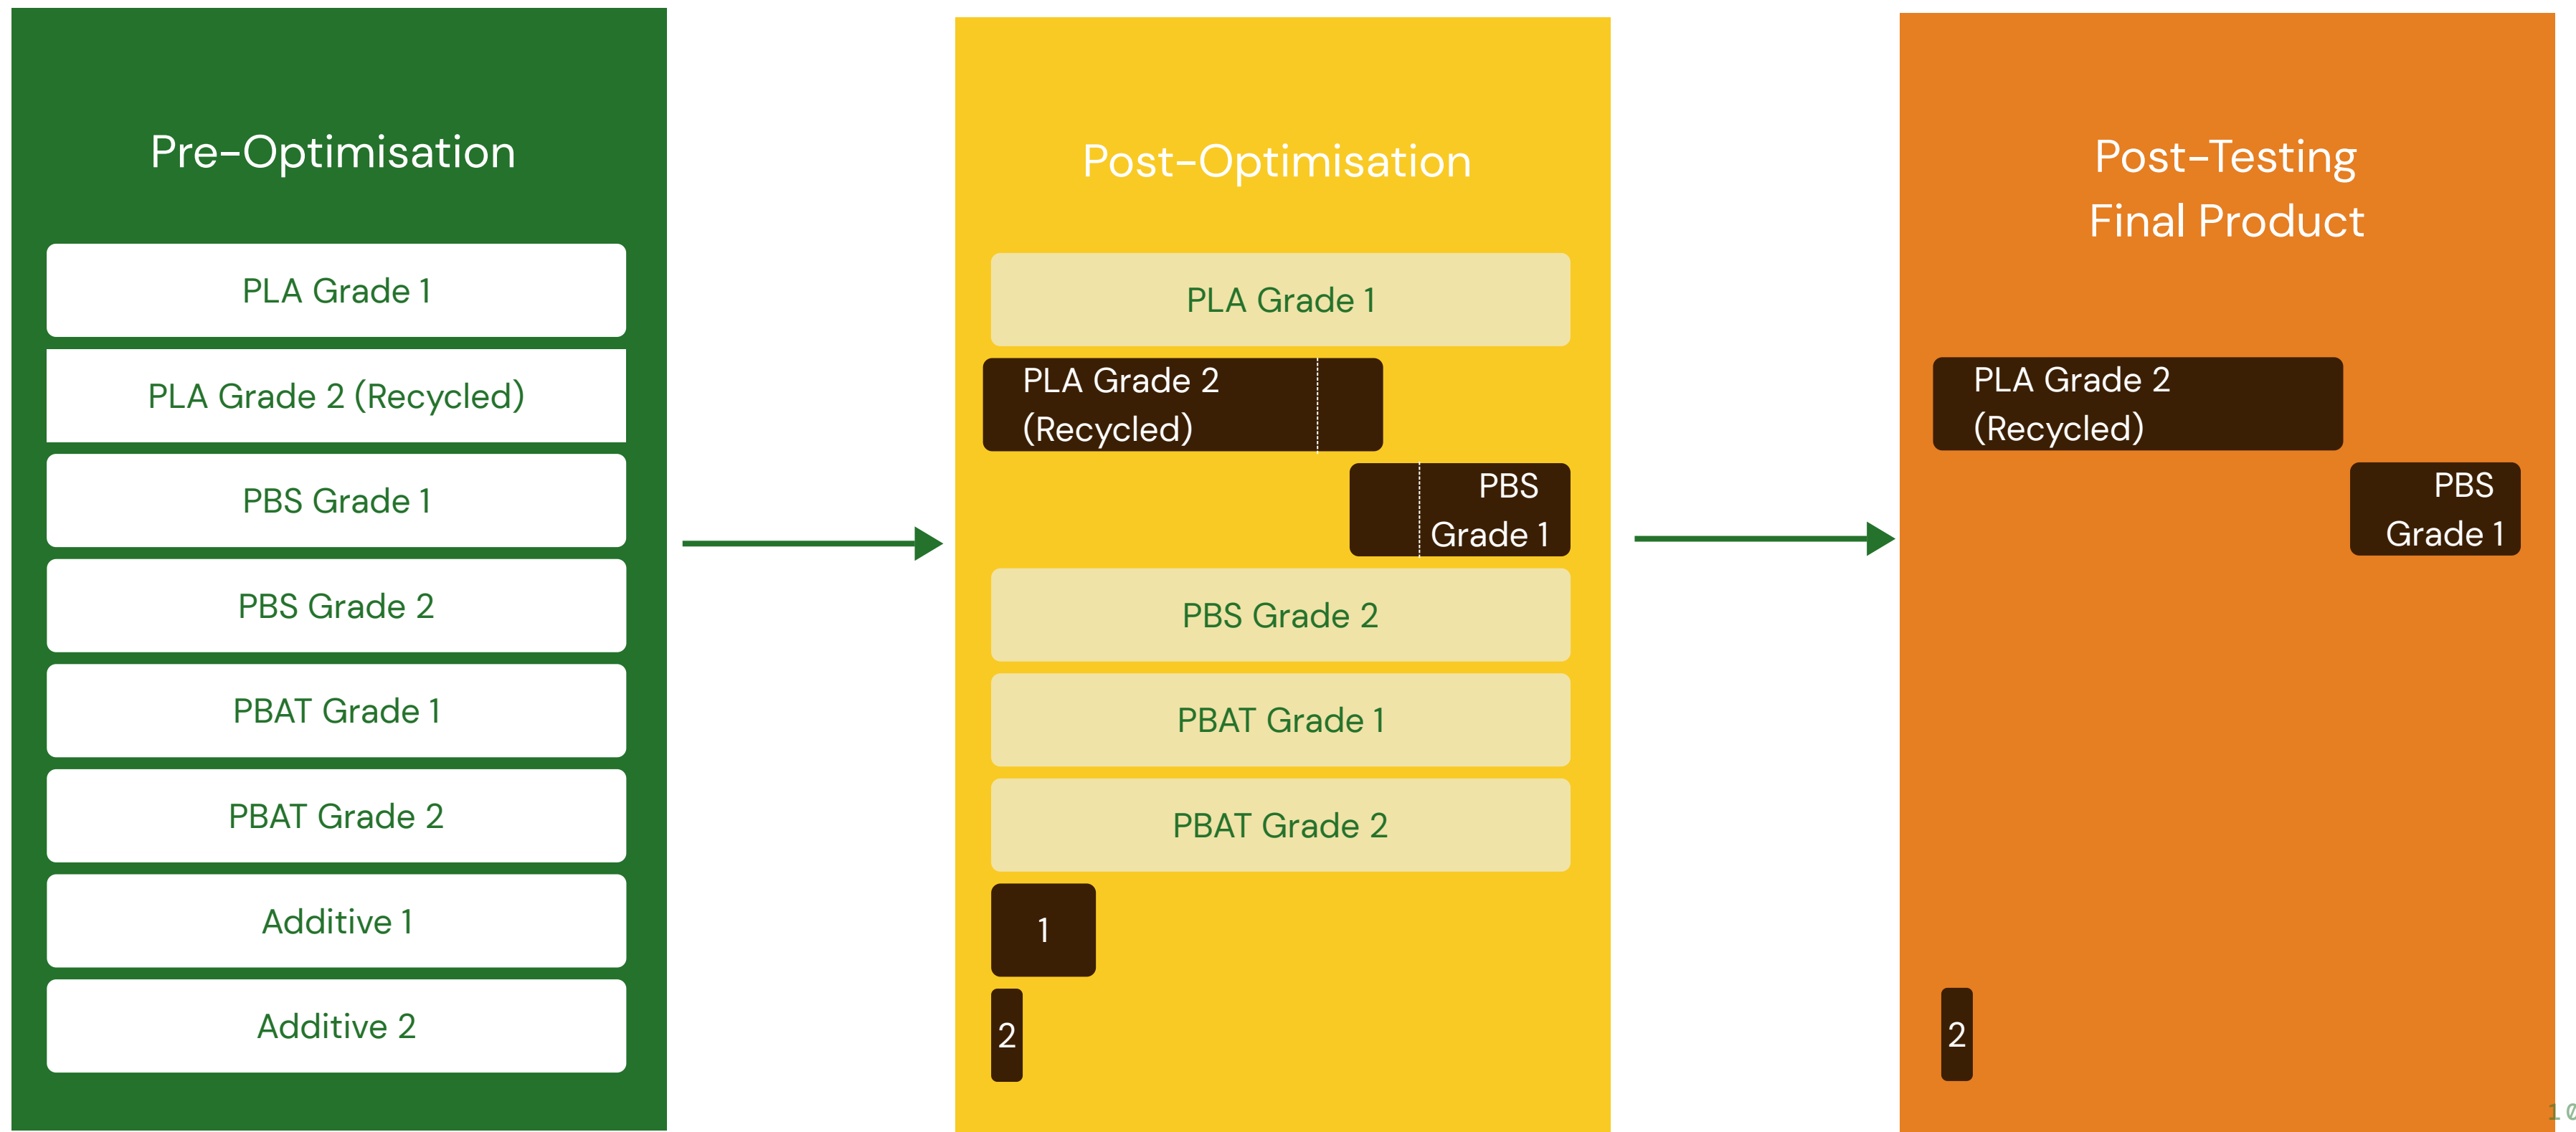 Pre-Optimisation
PLA Grade 1
PLA Grade 2 (Recycled)
PBS Grade 1
PBS Grade 2
PBAT Grade 1
PBAT Grade 2
Additive 1
Additive 2
Post-Optimisation
PLA Grade 1
PLA Grade 2
(Recycled)
PBS
Grade 1
PBS Grade 2
PBAT Grade 1
PBAT Grade 2
1
2
Post-Testing
Final Product
PLA Grade 2
(Recycled)
PBS
Grade 1
2